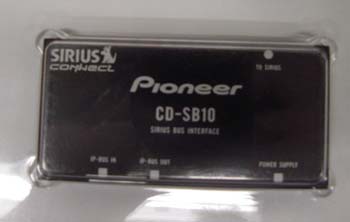 SIRIUS
CONNECT
TO SIRIUS
Pioneer
CD-SB10
SIRIUS BUS INTERFACE
IP-BUS IN
IP-BUS OUT
POWER SUPPLY